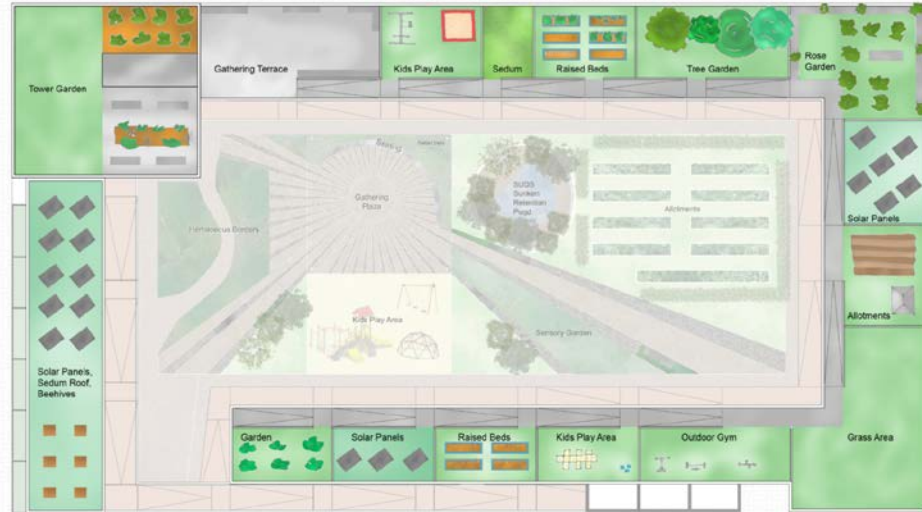 Gathering Terrace
Kids Play Area
Sedum
Raised Beds
Tree Garden
Rose
Garden
Tower Garden
Seating
Gathering
Plaza
SUDS
Sunken
Retention
Pond
Allotments
Solar Panels
Herbaceous Borders
Kids Play Area
Sensory Garden
Allotments
Solar Panels,
Sedum Roof,
Beehives
Garden
Solar Panels
Raised Beds
Kids Play Area
Outdoor Gym
Grass Area